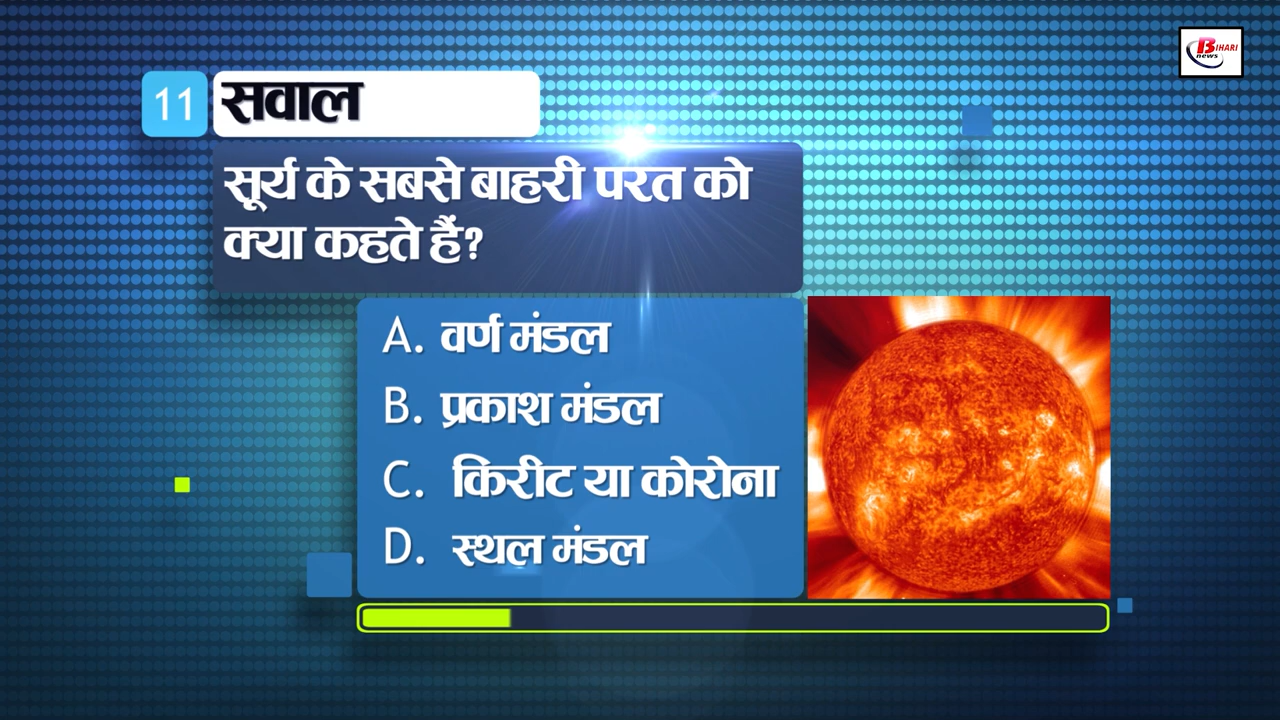 BIHARI
news
11 सवाल
सूर्य के सबसे बाहरी परत को
क्या कहते हैं?
A. वर्ण मंडल
B. प्रकाश मंडल
C. किरीट या कोरोना
D. स्थल मंडल